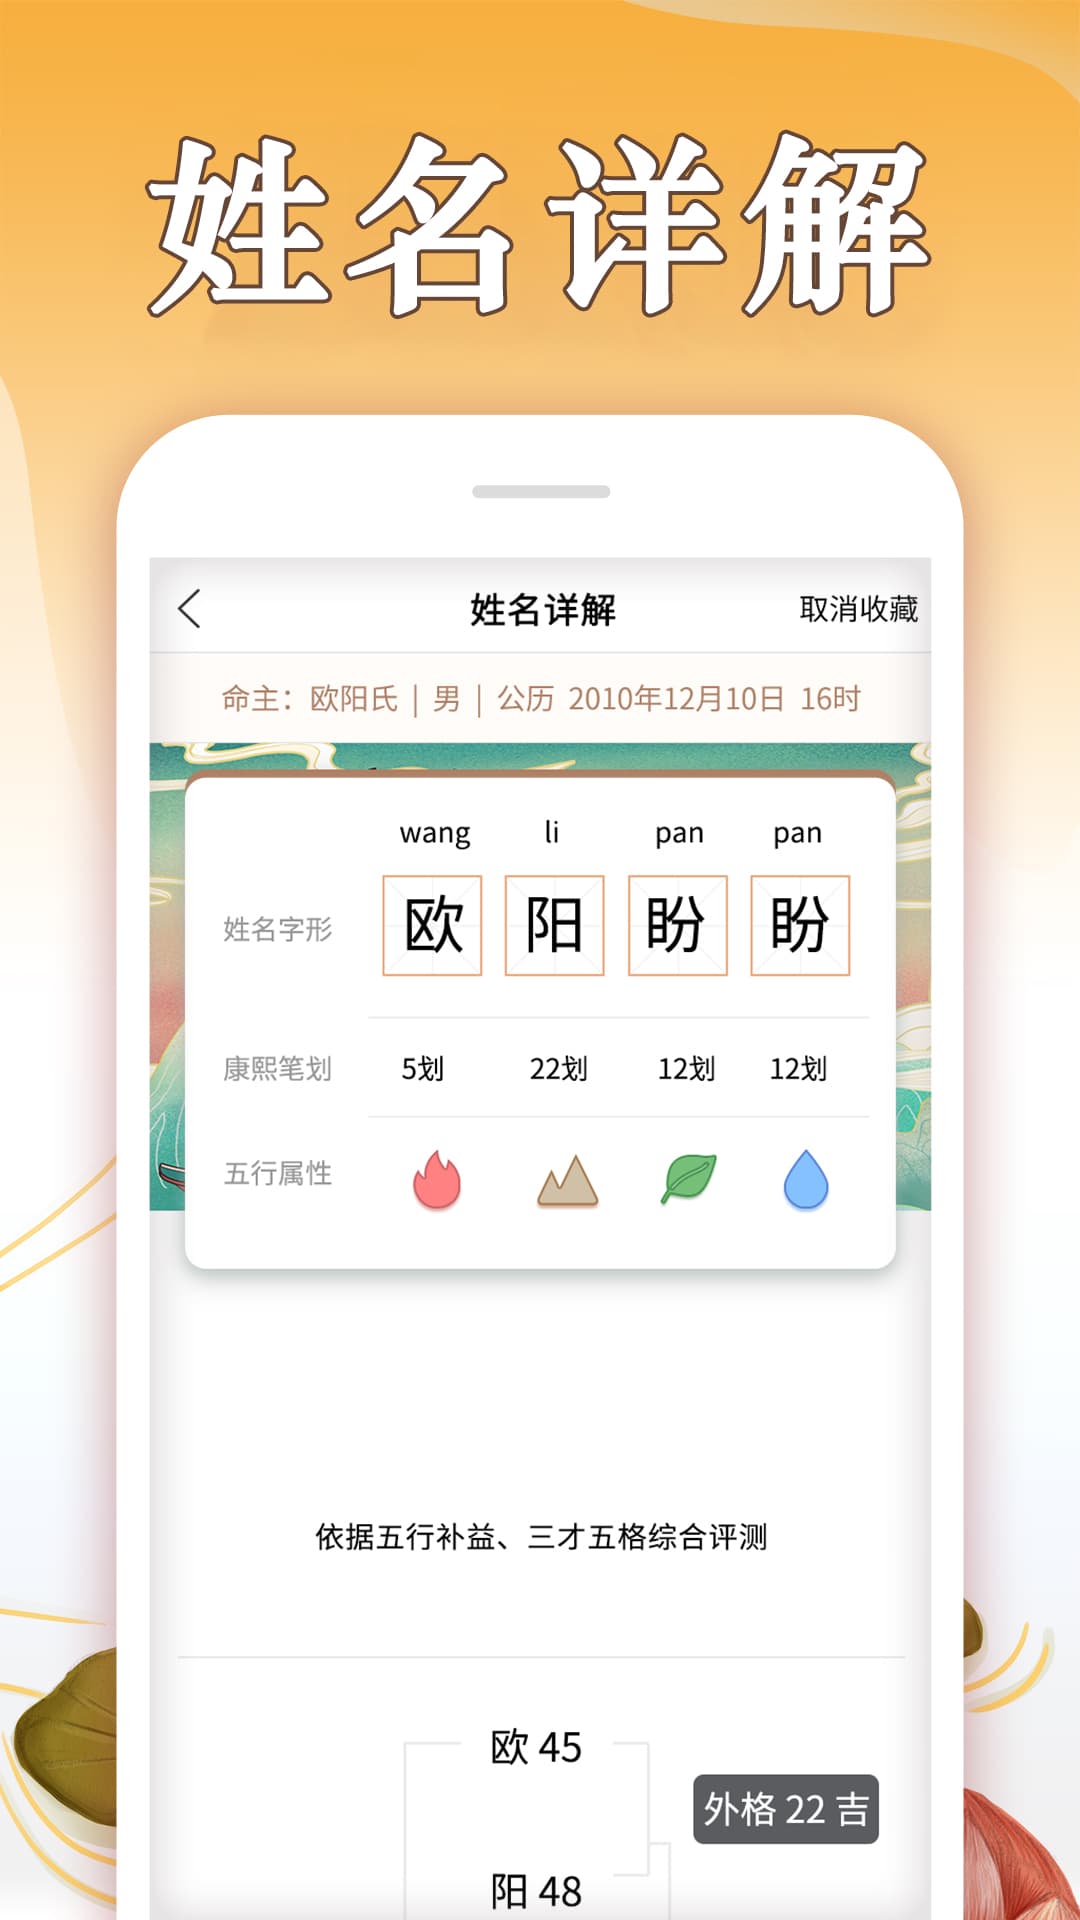 姓名详解
姓名详解 取消收藏
命主：欧阳氏 | 男 | 公历 2010年12月10日 16时
wang li pan pan
姓名字形 欧 阳 盼 盼
康熙笔划 5划 22划 12划 12划
五行属性
依据五行补益、三才五格综合评测
欧 45
外格 22 吉
阳 48